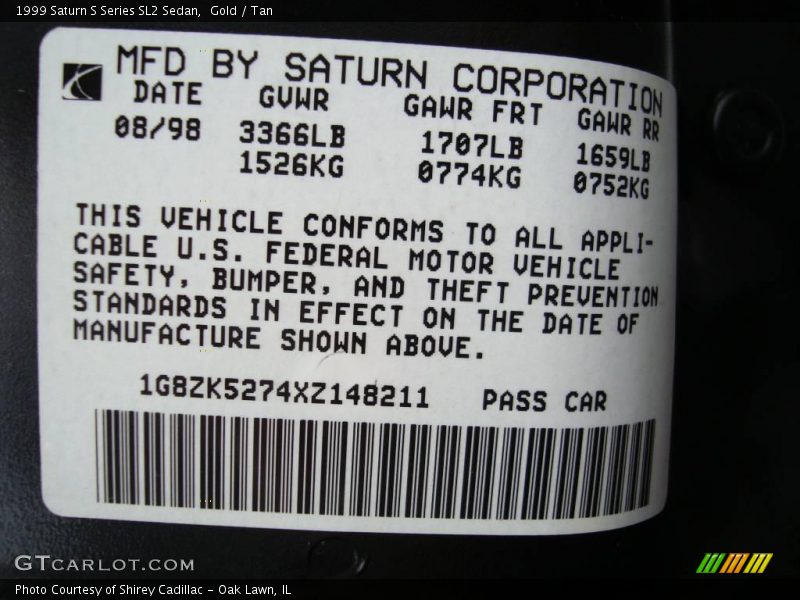 1999 Saturn S Series SL2 Sedan,  Gold / Tan
MFD BY SATURN CORPORATION
DATE GVWR GAWR FRT GAWR RR
08/98 3366LB 1707LB 1659LB
1526KG 0774KG 0752KG
THIS VEHICLE CONFORMS TO ALL APPLI-
CABLE U.S. FEDERAL MOTOR VEHICLE
SAFETY, BUMPER, AND THEFT PREVENTION
STANDARDS IN EFFECT ON THE DATE OF
MANUFACTURE SHOWN ABOVE.
1G8ZK5274XZ148211 PASS CAR
GTCARLOT.COM
Photo Courtesy of Shirey Cadillac - Oak Lawn, IL